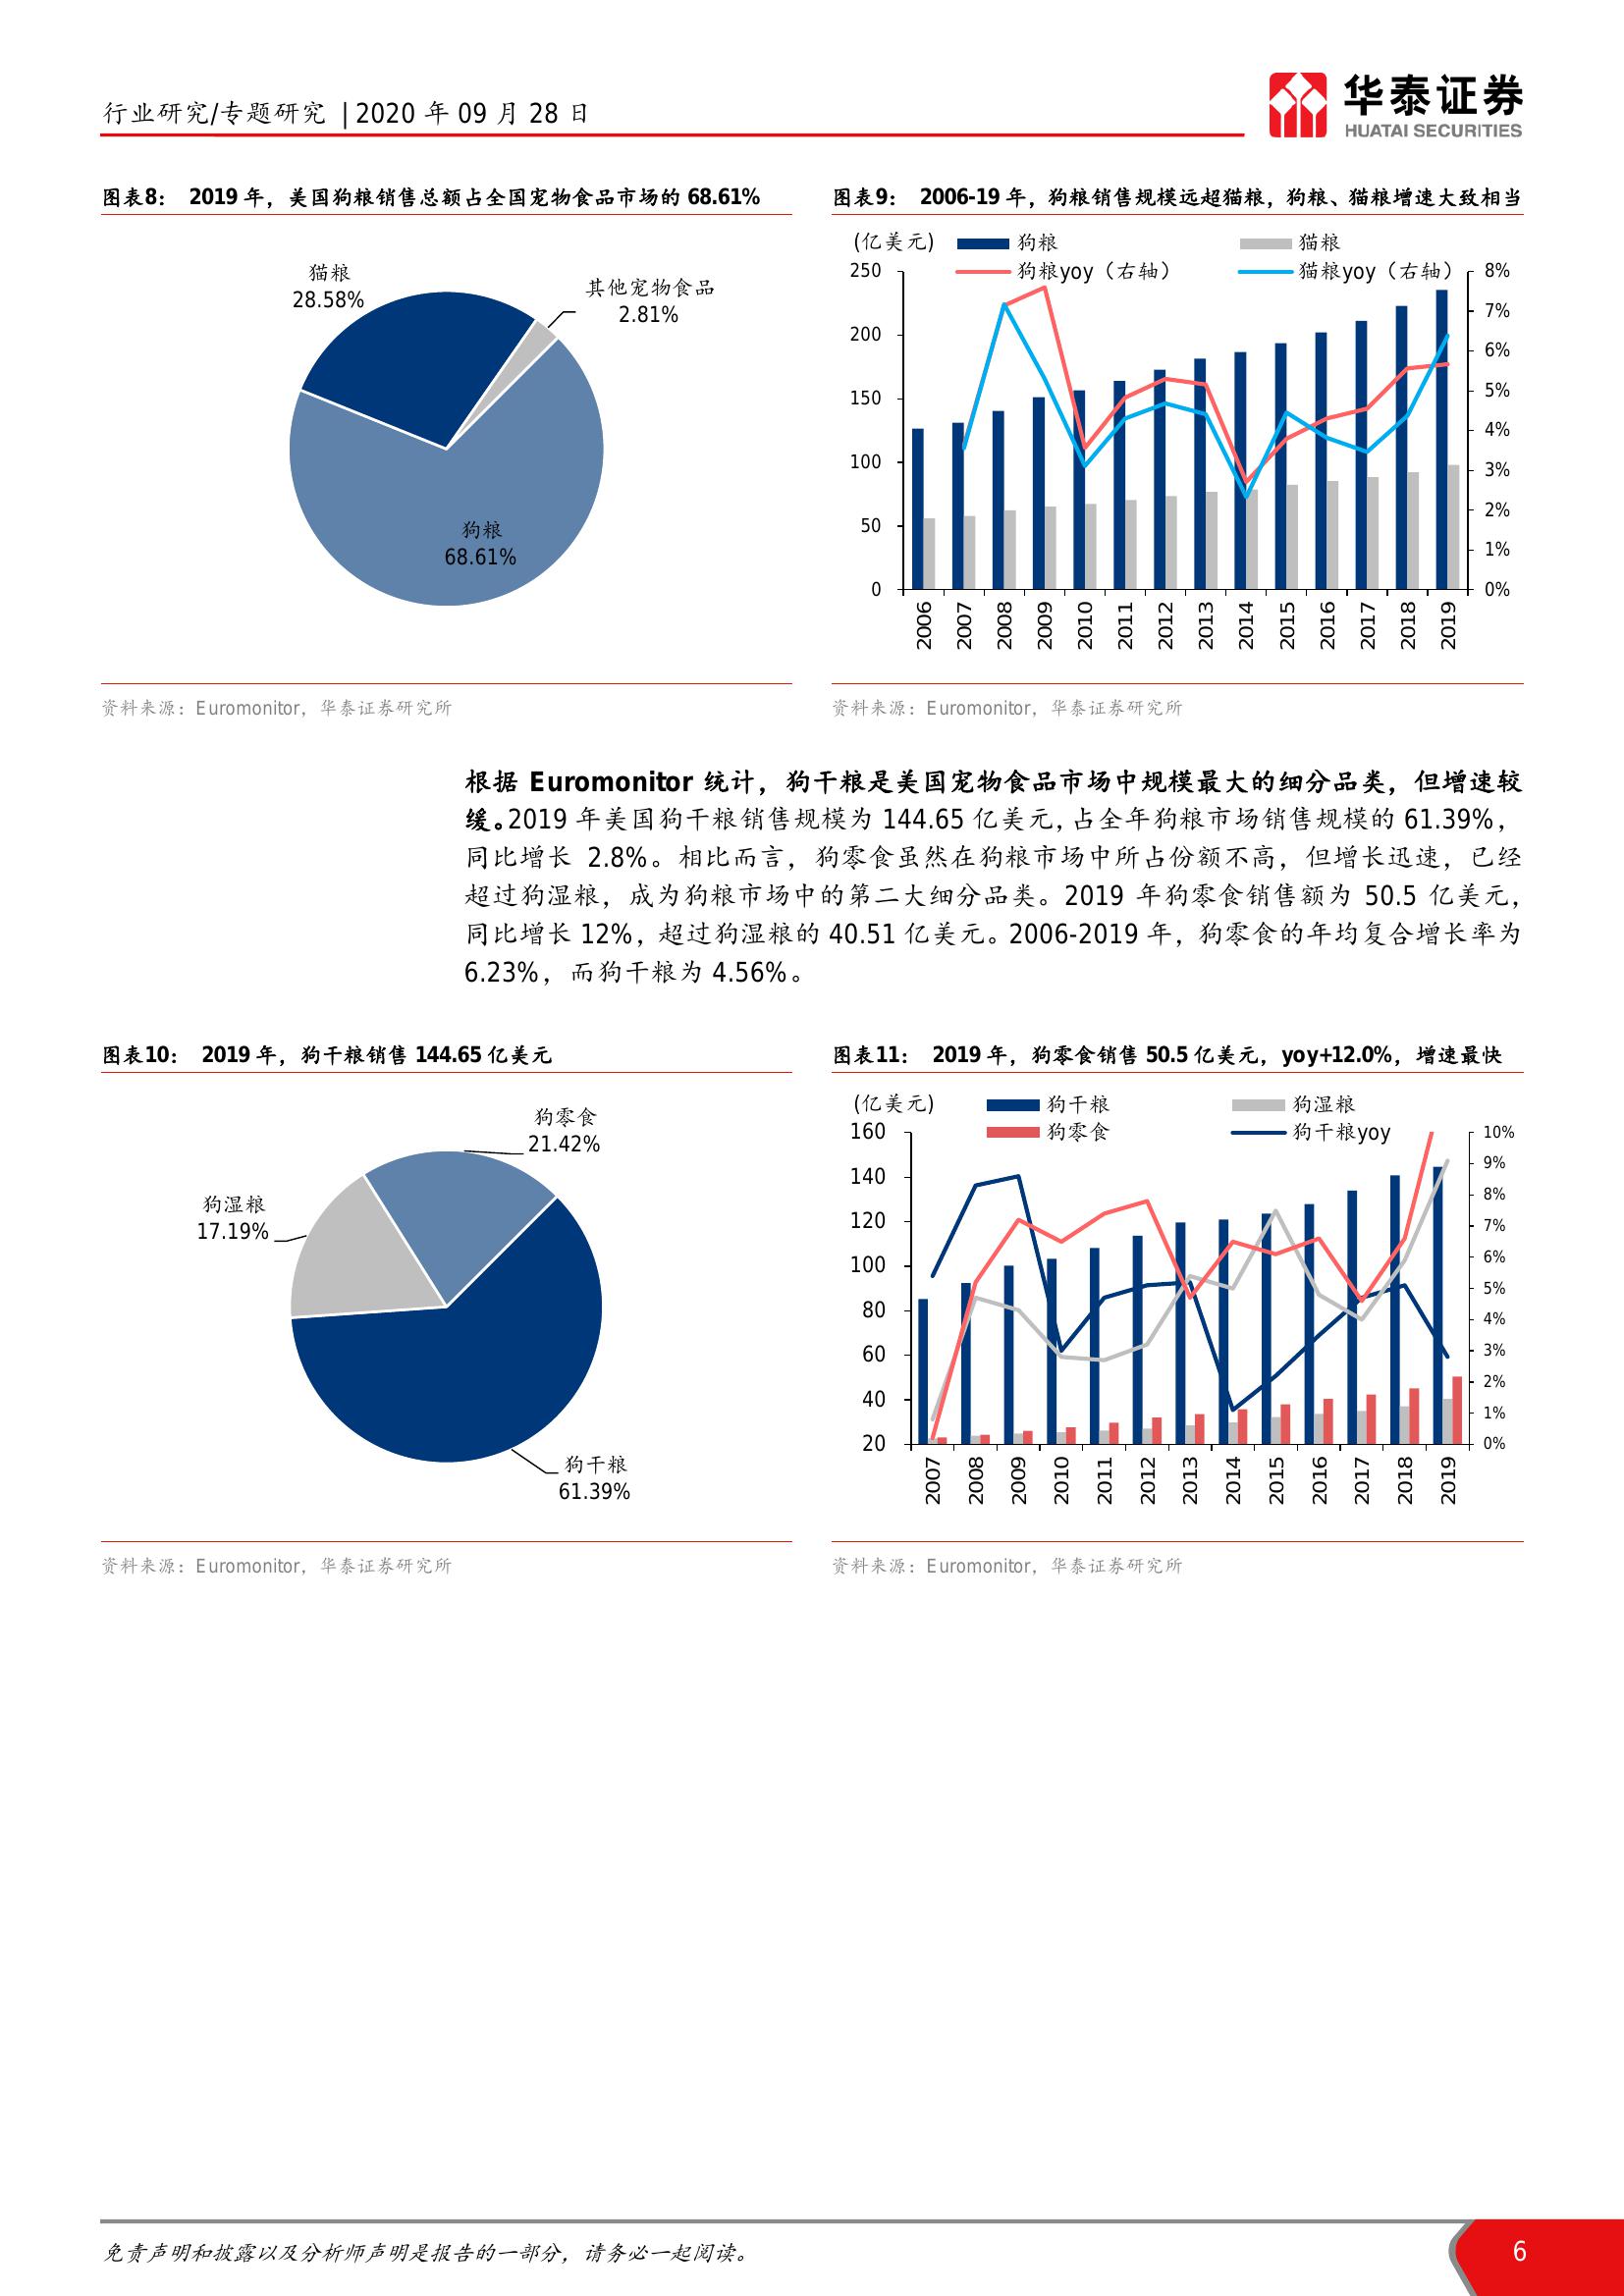 行业研究/专题研究 | 2020 年 09 月 28 日
华泰证券
HUATAI SECURITIES
图表8： 2019 年，美国狗粮销售总额占全国宠物食品市场的 68.61%
猫粮
28.58%
其他宠物食品
2.81%
狗粮
68.61%
资料来源：Euromonitor，华泰证券研究所
图表9： 2006-19 年，狗粮销售规模远超猫粮，狗粮、猫粮增速大致相当
(亿美元) 狗粮 猫粮
狗粮yoy（右轴） 猫粮yoy（右轴）
250
200
150
100
50
0
8%
7%
6%
5%
4%
3%
2%
1%
0%
2006 2007 2008 2009 2010 2011 2012 2013 2014 2015 2016 2017 2018 2019
资料来源：Euromonitor，华泰证券研究所
根据 Euromonitor 统计，狗干粮是美国宠物食品市场中规模最大的细分品类，但增速较
缓。2019 年美国狗干粮销售规模为 144.65 亿美元，占全年狗粮市场销售规模的 61.39%，
同比增长 2.8%。相比而言，狗零食虽然在狗粮市场中所占份额不高，但增长迅速，已经
超过狗湿粮，成为狗粮市场中的第二大细分品类。2019 年狗零食销售额为 50.5 亿美元，
同比增长 12%，超过狗湿粮的 40.51 亿美元。2006-2019 年，狗零食的年均复合增长率为
6.23%，而狗干粮为 4.56%。
图表10： 2019 年，狗干粮销售 144.65 亿美元
狗零食
21.42%
狗湿粮
17.19%
狗干粮
61.39%
资料来源：Euromonitor，华泰证券研究所
图表11： 2019 年，狗零食销售 50.5 亿美元，yoy+12.0%，增速最快
(亿美元) 狗干粮 狗湿粮
狗零食 狗干粮yoy
160
140
120
100
80
60
40
20
10%
9%
8%
7%
6%
5%
4%
3%
2%
1%
0%
2007 2008 2009 2010 2011 2012 2013 2014 2015 2016 2017 2018 2019
资料来源：Euromonitor，华泰证券研究所
免责声明和披露以及分析师声明是报告的一部分，请务必一起阅读。
6